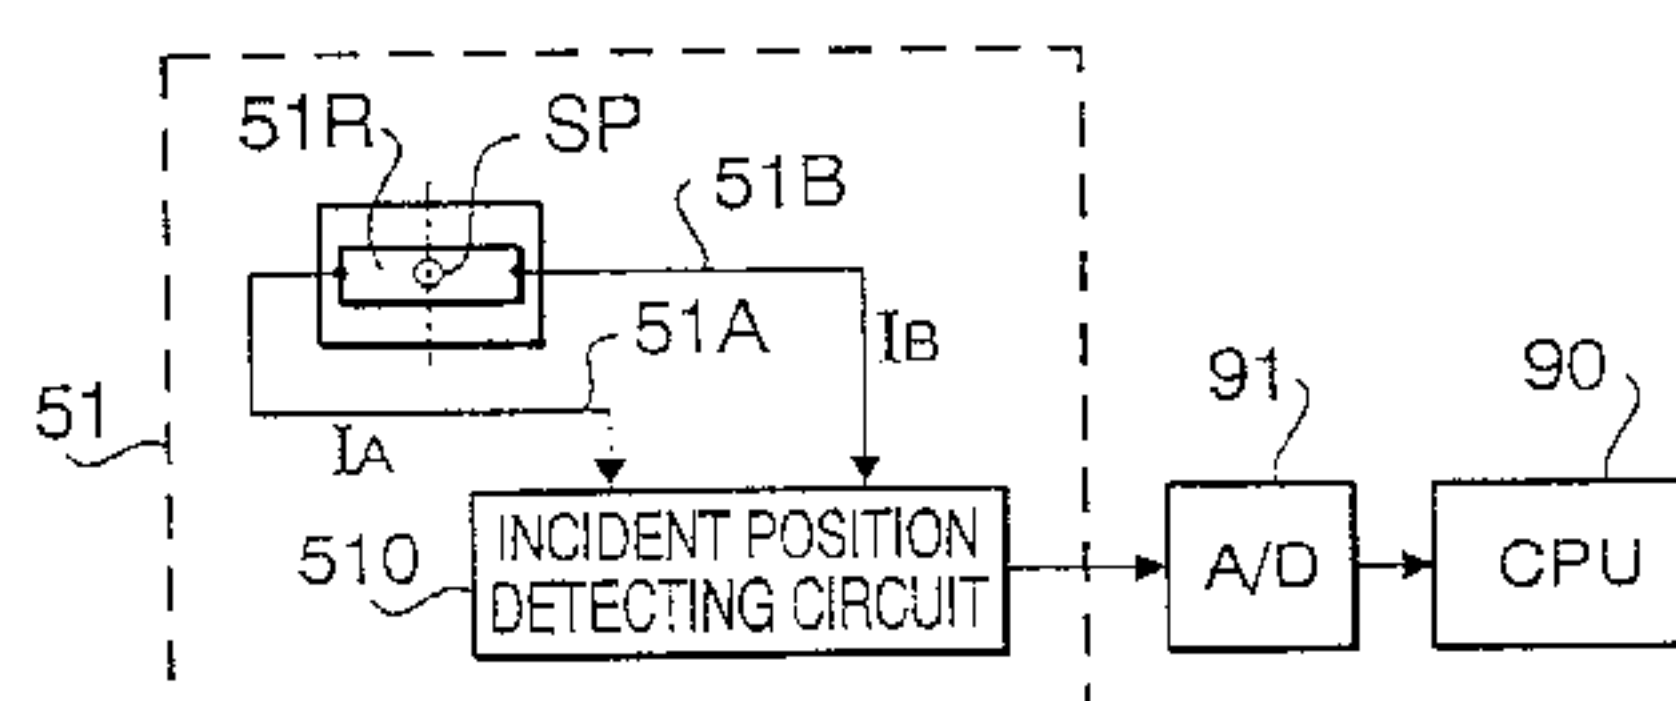 51R
SP
51B
51A
IB
51
IA
91
90
510
INCIDENT POSITION
DETECTING CIRCUIT
A/D
CPU